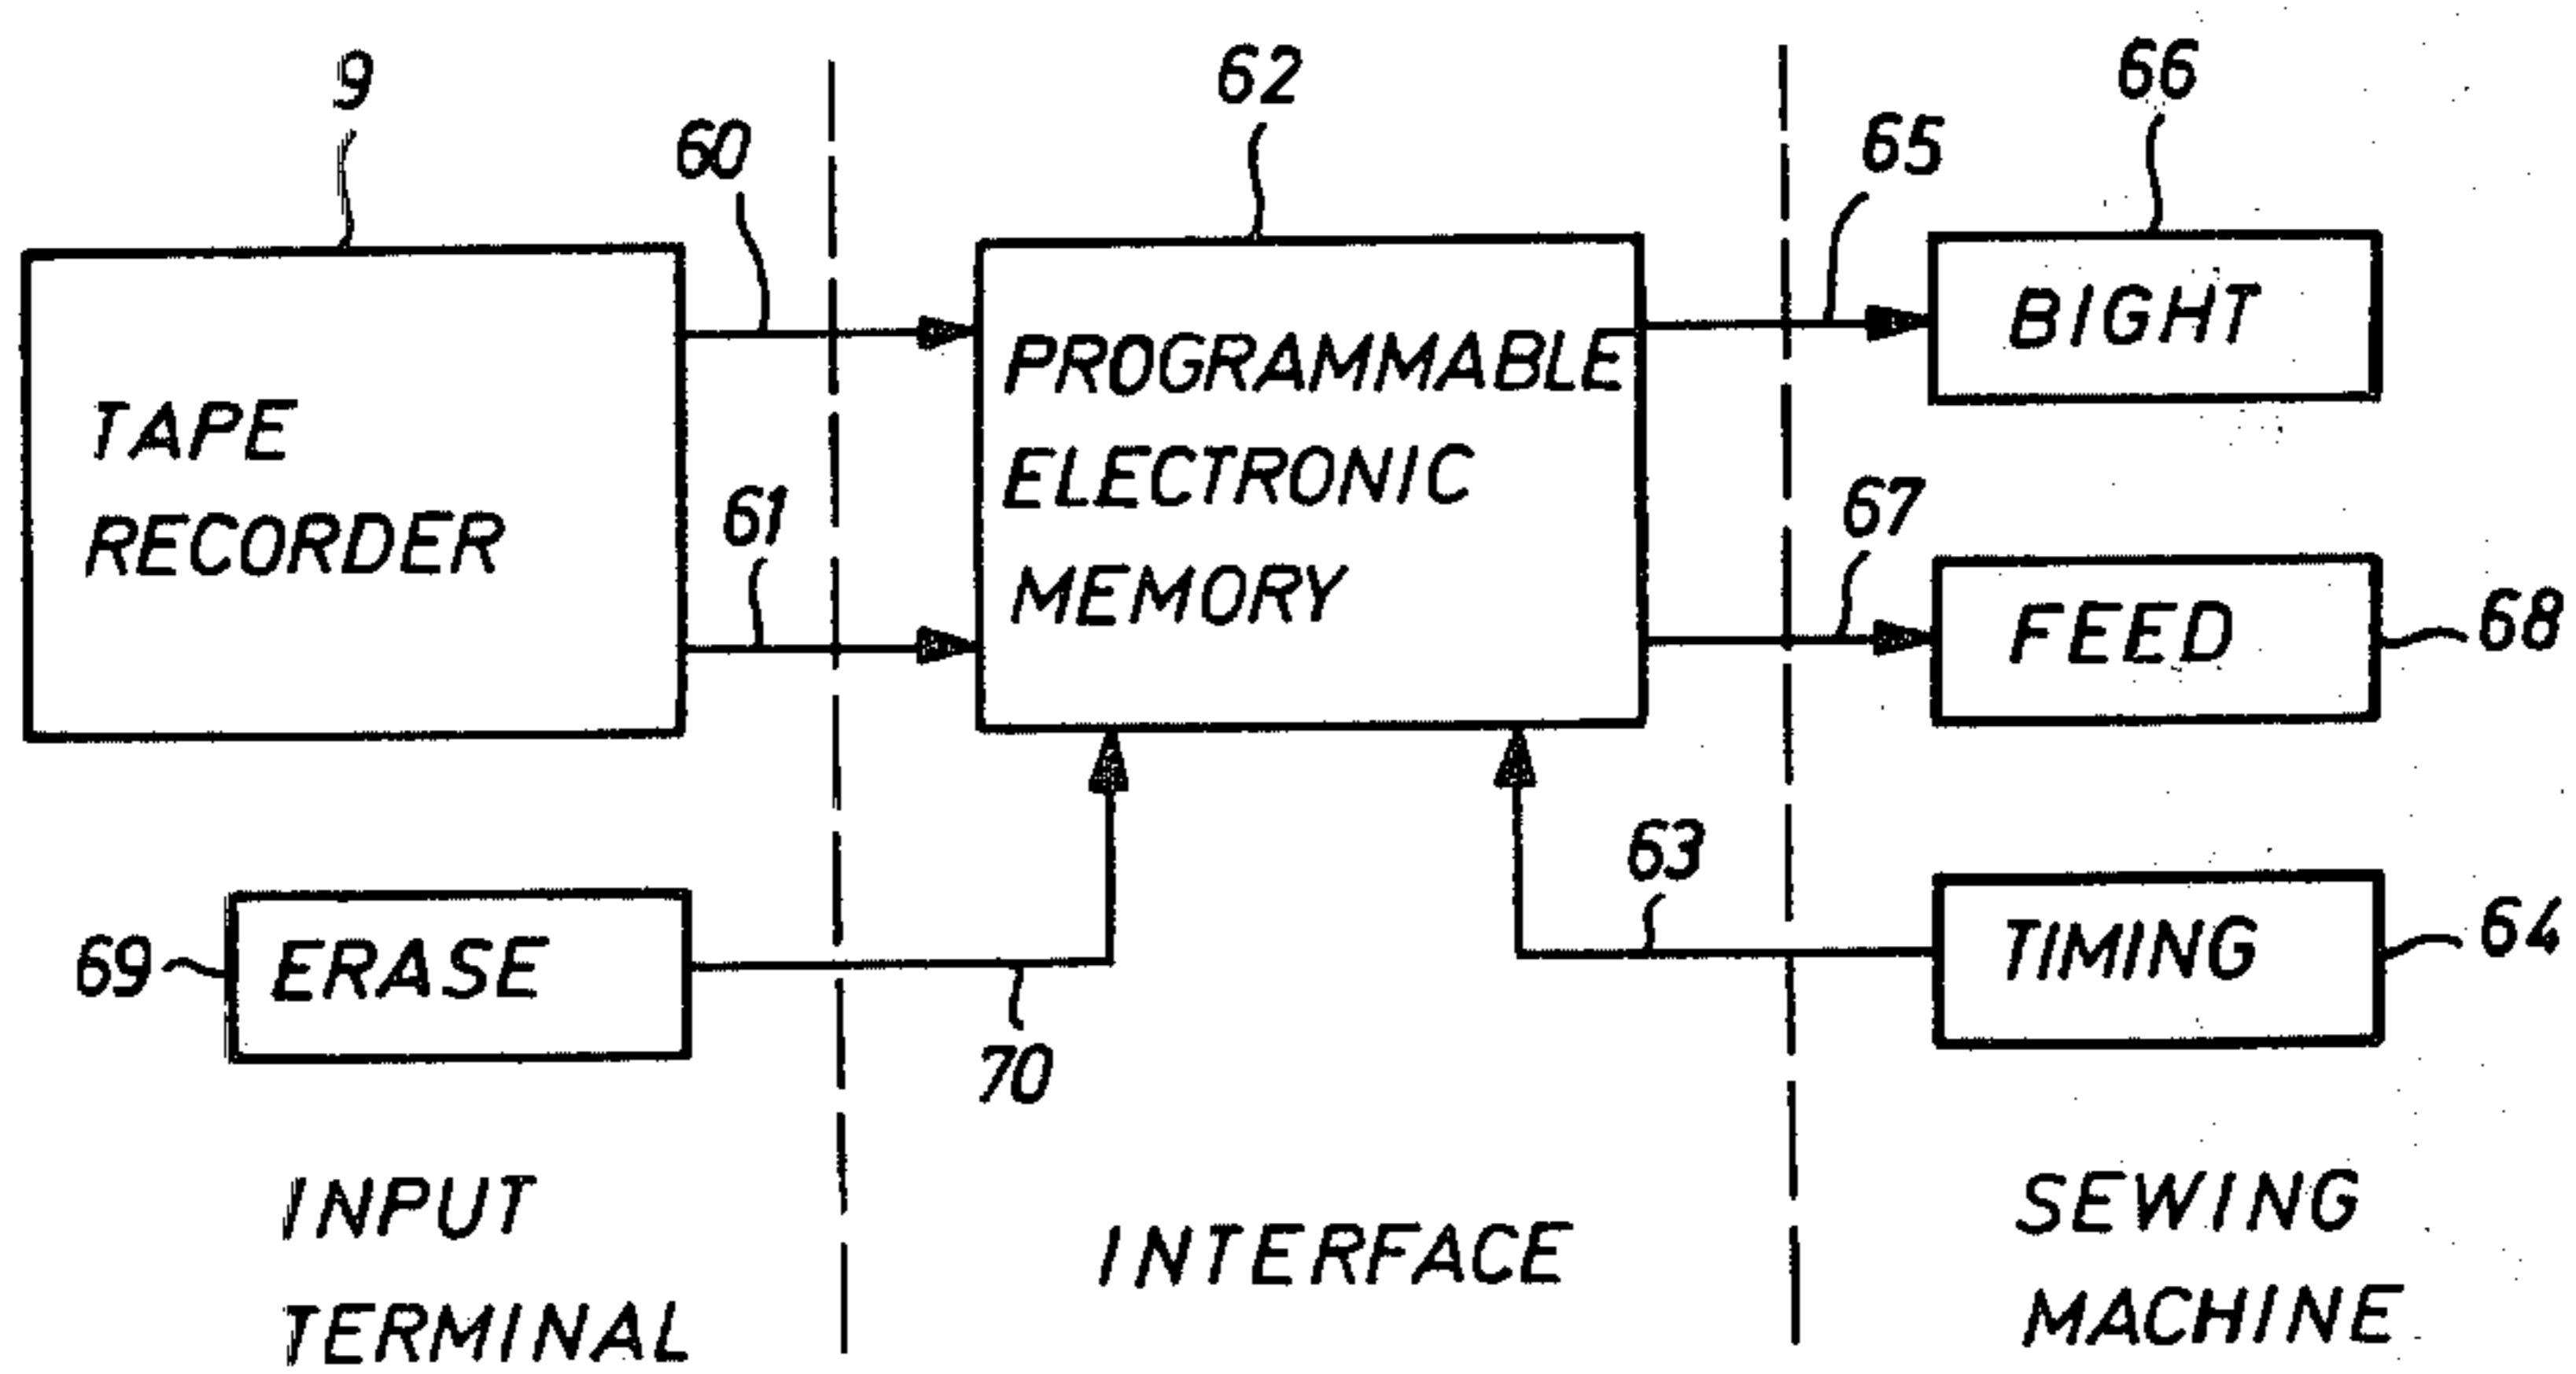 9
60
62
65
66
TAPE
RECORDER
61
PROGRAMMABLE
ELECTRONIC
MEMORY
BIGHT
67
FEED
68
69
ERASE
70
63
TIMING
64
INPUT
TERMINAL
INTERFACE
SEWING
MACHINE